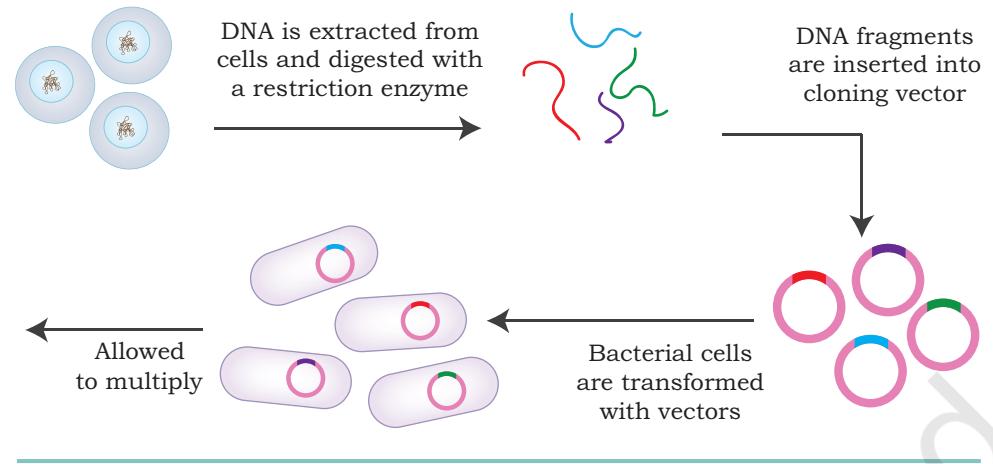 DNA is extracted from
cells and digested with
a restriction enzyme
DNA fragments
are inserted into
cloning vector
Bacterial cells
are transformed
with vectors
Allowed
to multiply